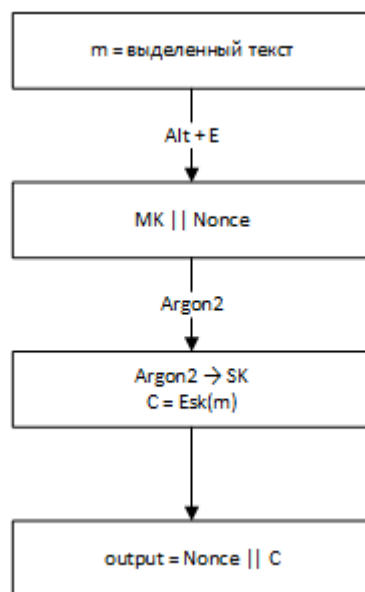 m = выделенный текст
Alt + E
MK || Nonce
Argon2
Argon2 → SK
C = Esk(m)
output = Nonce || C